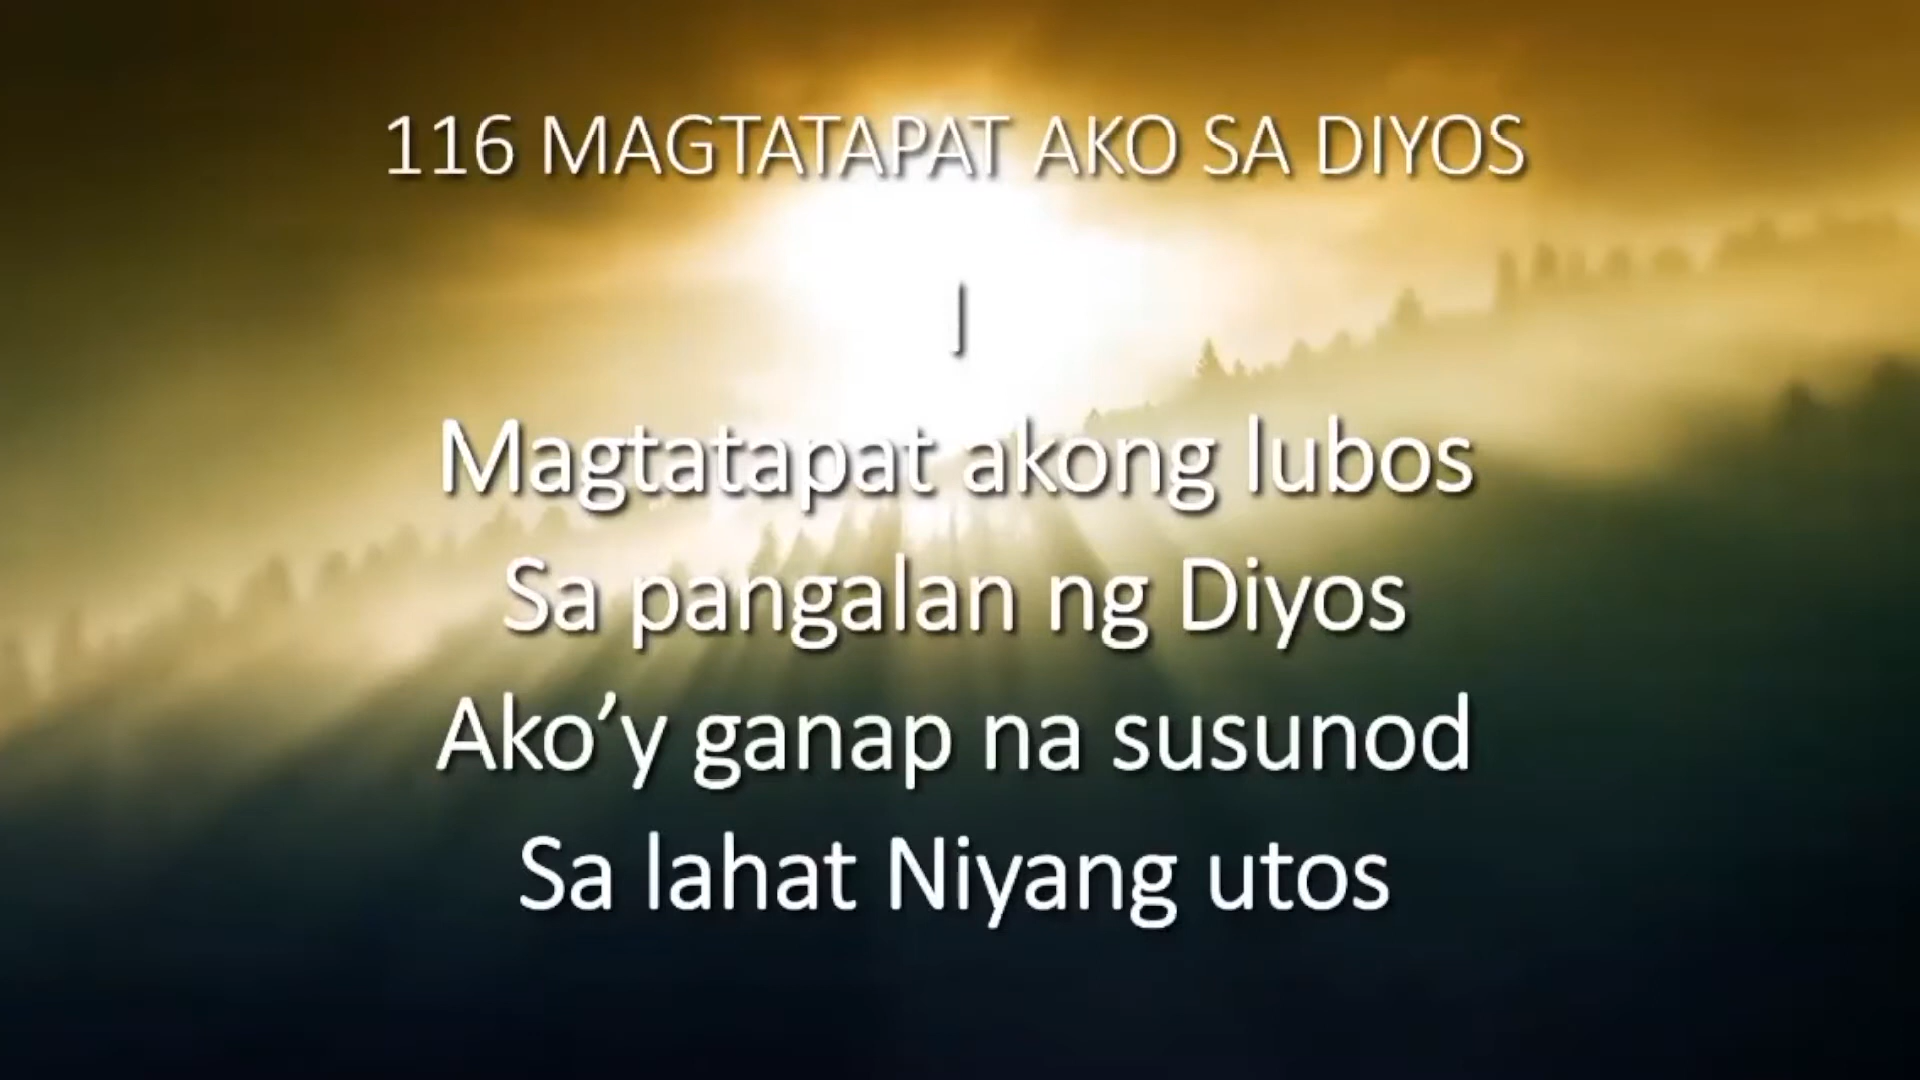 116 MAGTATAPAT AKO SA DIYOS
I
Magtatapat akong lubos
Sa pangalan ng Diyos
Ako’y ganap na susunod
Sa lahat Niyang utos